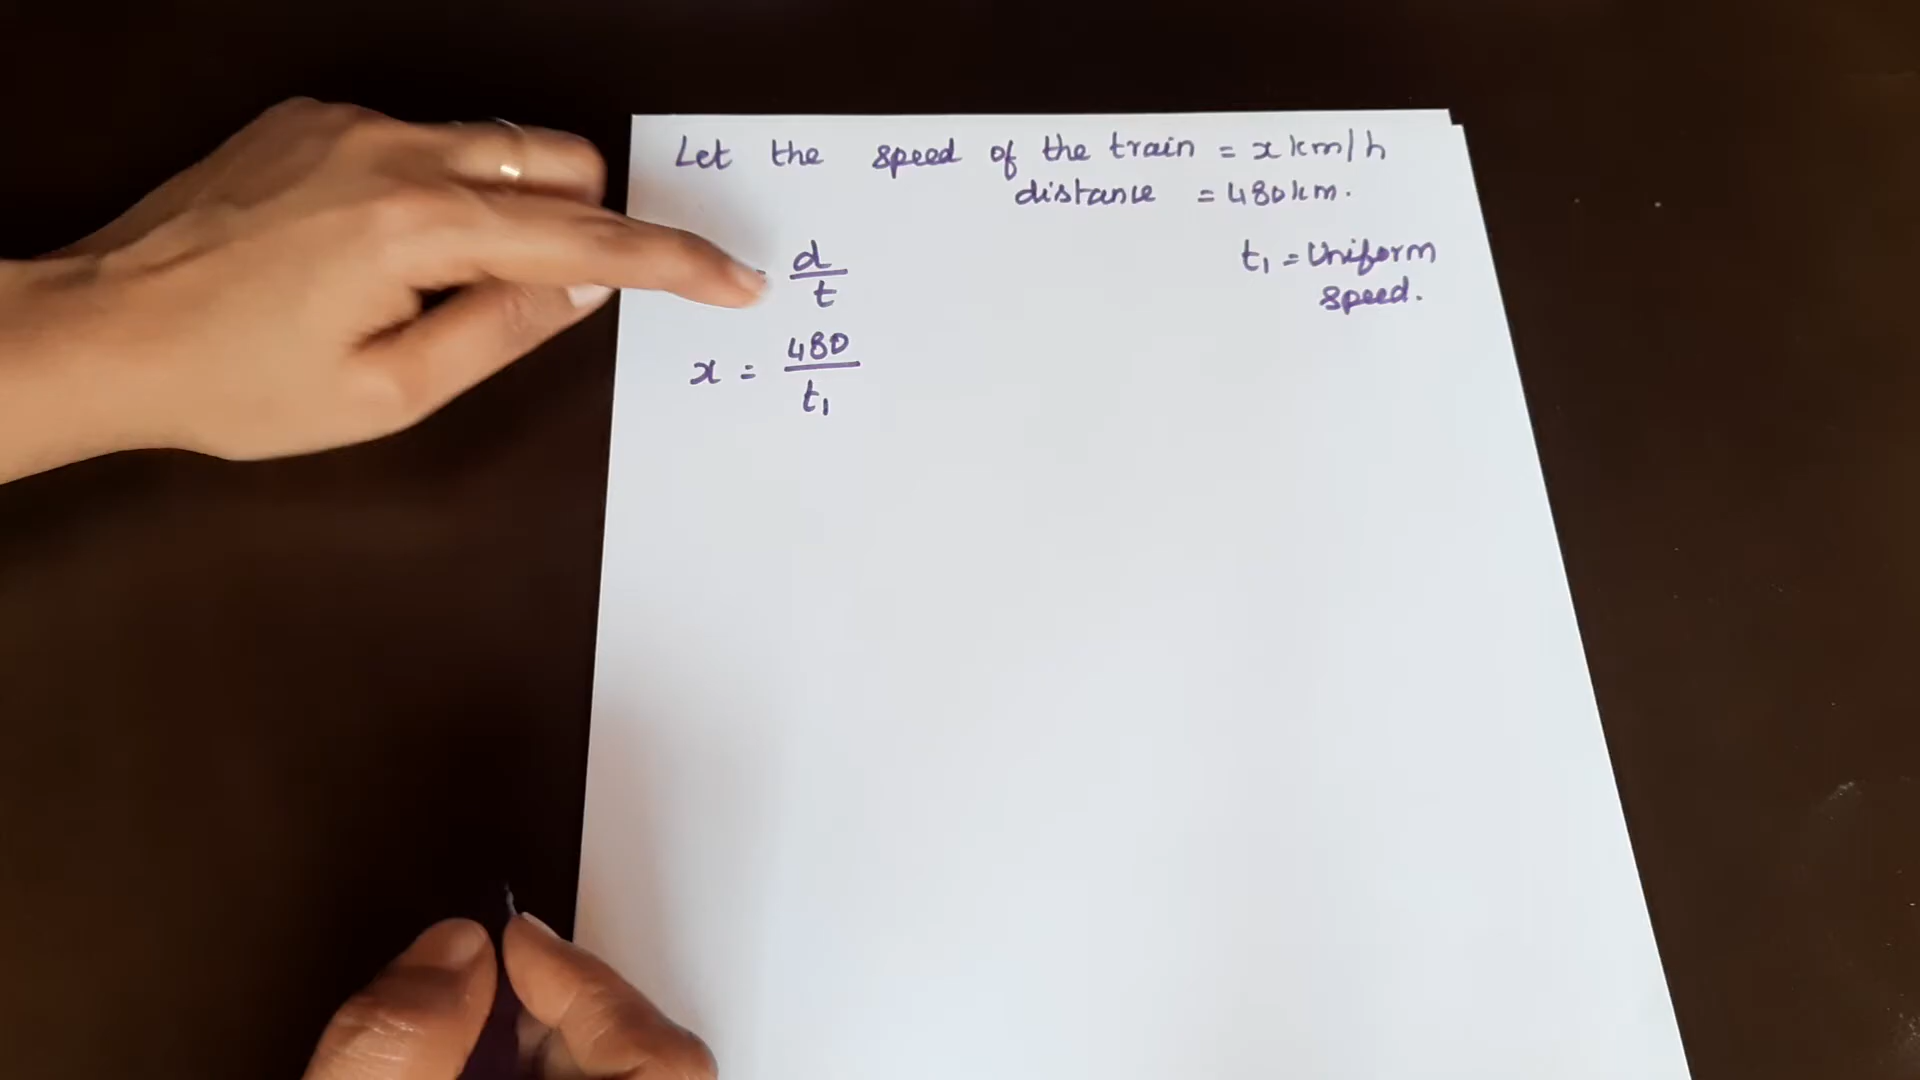 Let the speed of the train = x km/h
distance = 480km.
= d/t
t₁ = Uniform
speed.
x = 480/t₁